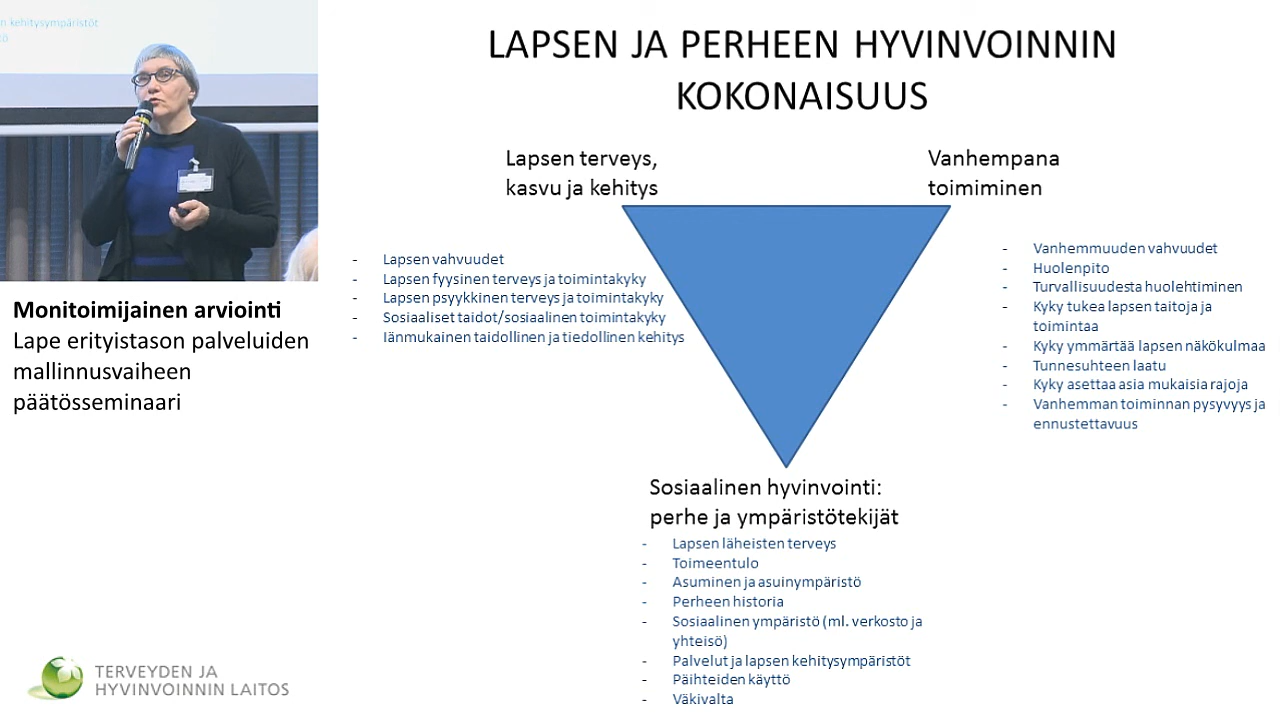 n kehitysympäristöt
tö
LAPSEN JA PERHEEN HYVINVOINNIN
KOKONAISUUS
Lapsen terveys,
kasvu ja kehitys
Vanhempana
toimiminen
- Lapsen vahvuudet
- Lapsen fyysinen terveys ja toimintakyky
- Lapsen psyykkinen terveys ja toimintakyky
- Sosiaaliset taidot/sosiaalinen toimintakyky
- Iänmukainen taidollinen ja tiedollinen kehitys
- Vanhemmuuden vahvuudet
- Huolenpito
- Turvallisuudesta huolehtiminen
- Kyky tukea lapsen taitoja ja
toimintaa
- Kyky ymmärtää lapsen näkökulmaa
- Tunnesuhteen laatu
- Kyky asettaa asia mukaisia rajoja
- Vanhemman toiminnan pysyvyys ja
ennustettavuus
Monitoimijainen arviointi
Lape erityistason palveluiden
mallinnusvaiheen
päätösseminaari
Sosiaalinen hyvinvointi:
perhe ja ympäristötekijät
- Lapsen läheisten terveys
- Toimeentulo
- Asuminen ja asuinympäristö
- Perheen historia
- Sosiaalinen ympäristö (ml. verkosto ja
yhteisö)
- Palvelut ja lapsen kehitysympäristöt
- Päihteiden käyttö
- Väkivalta
TERVEYDEN JA
HYVINVOINNIN LAITOS